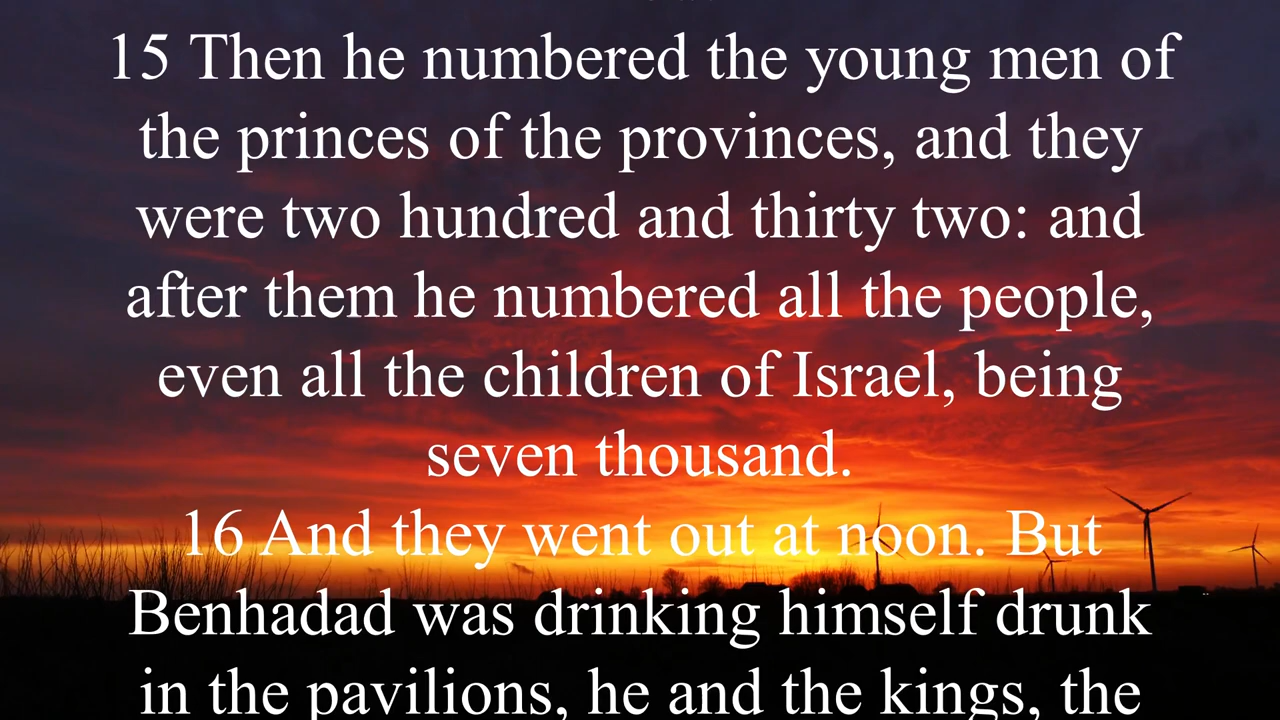 15 Then he numbered the young men of
the princes of the provinces, and they
were two hundred and thirty two: and
after them he numbered all the people,
even all the children of Israel, being
seven thousand.
16 And they went out at noon. But
Benhadad was drinking himself drunk
in the pavilions, he and the kings, the